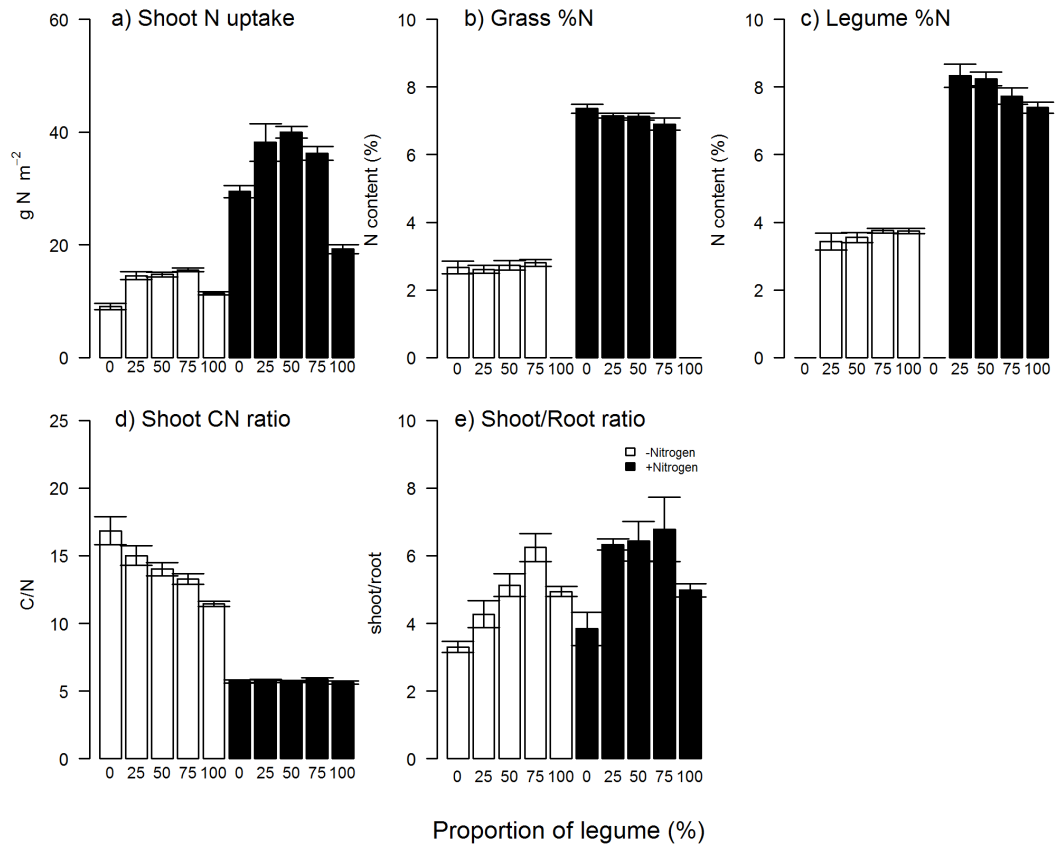 a) Shoot N uptake
g N m⁻²
60
40
20
0
0 25 50 75 100 0 25 50 75 100
b) Grass %N
N content (%)
10
8
6
4
2
0
0 25 50 75 100 0 25 50 75 100
c) Legume %N
N content (%)
10
8
6
4
2
0
0 25 50 75 100 0 25 50 75 100
d) Shoot CN ratio
C/N
25
20
15
10
5
0
0 25 50 75 100 0 25 50 75 100
e) Shoot/Root ratio
-Nitrogen
+Nitrogen
shoot/root
10
8
6
4
2
0
0 25 50 75 100 0 25 50 75 100
Proportion of legume (%)